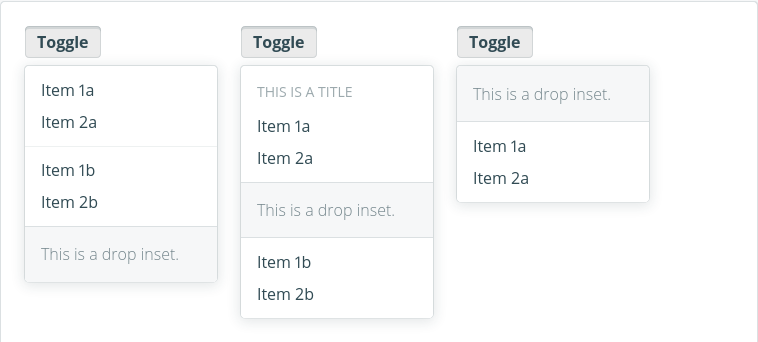 Toggle
Item 1a
Item 2a
Item 1b
Item 2b
This is a drop inset.
Toggle
THIS IS A TITLE
Item 1a
Item 2a
This is a drop inset.
Item 1b
Item 2b
Toggle
This is a drop inset.
Item 1a
Item 2a